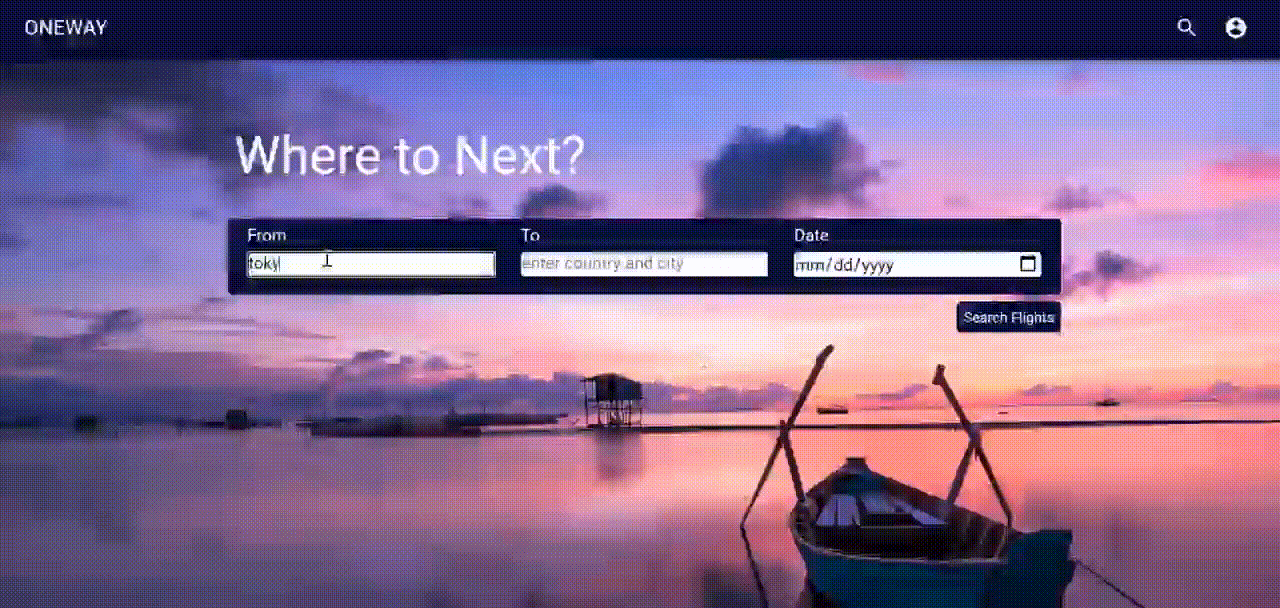 ONEWAY
Where to Next?
From
To
Date
toky
enter country and city
mm/dd/yyyy
Search Flights